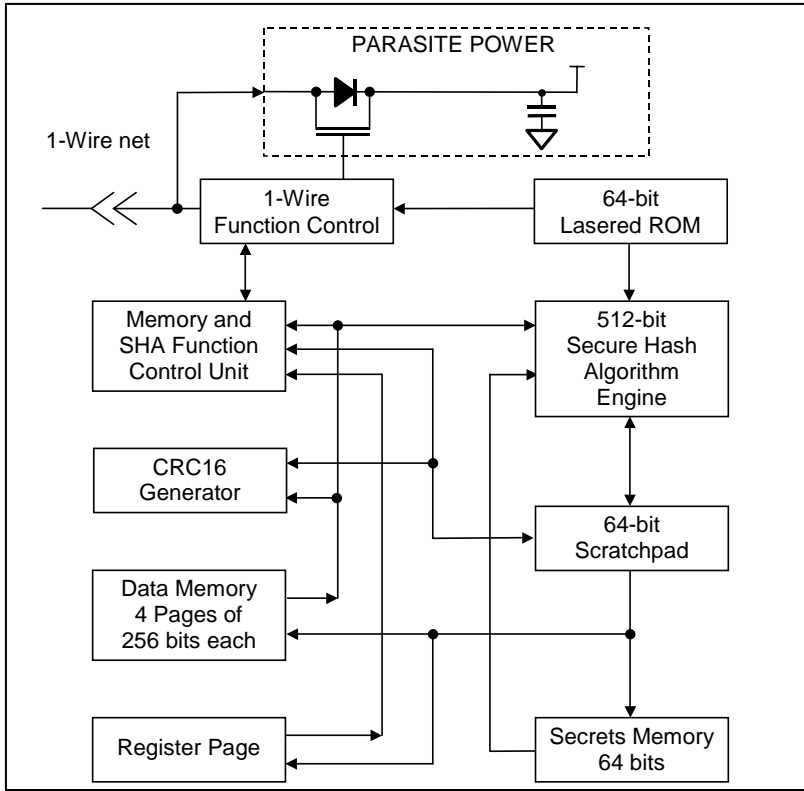 PARASITE POWER
1-Wire net
1-Wire
Function Control
64-bit
Lasered ROM
Memory and
SHA Function
Control Unit
512-bit
Secure Hash
Algorithm
Engine
CRC16
Generator
64-bit
Scratchpad
Data Memory
4 Pages of
256 bits each
Register Page
Secrets Memory
64 bits